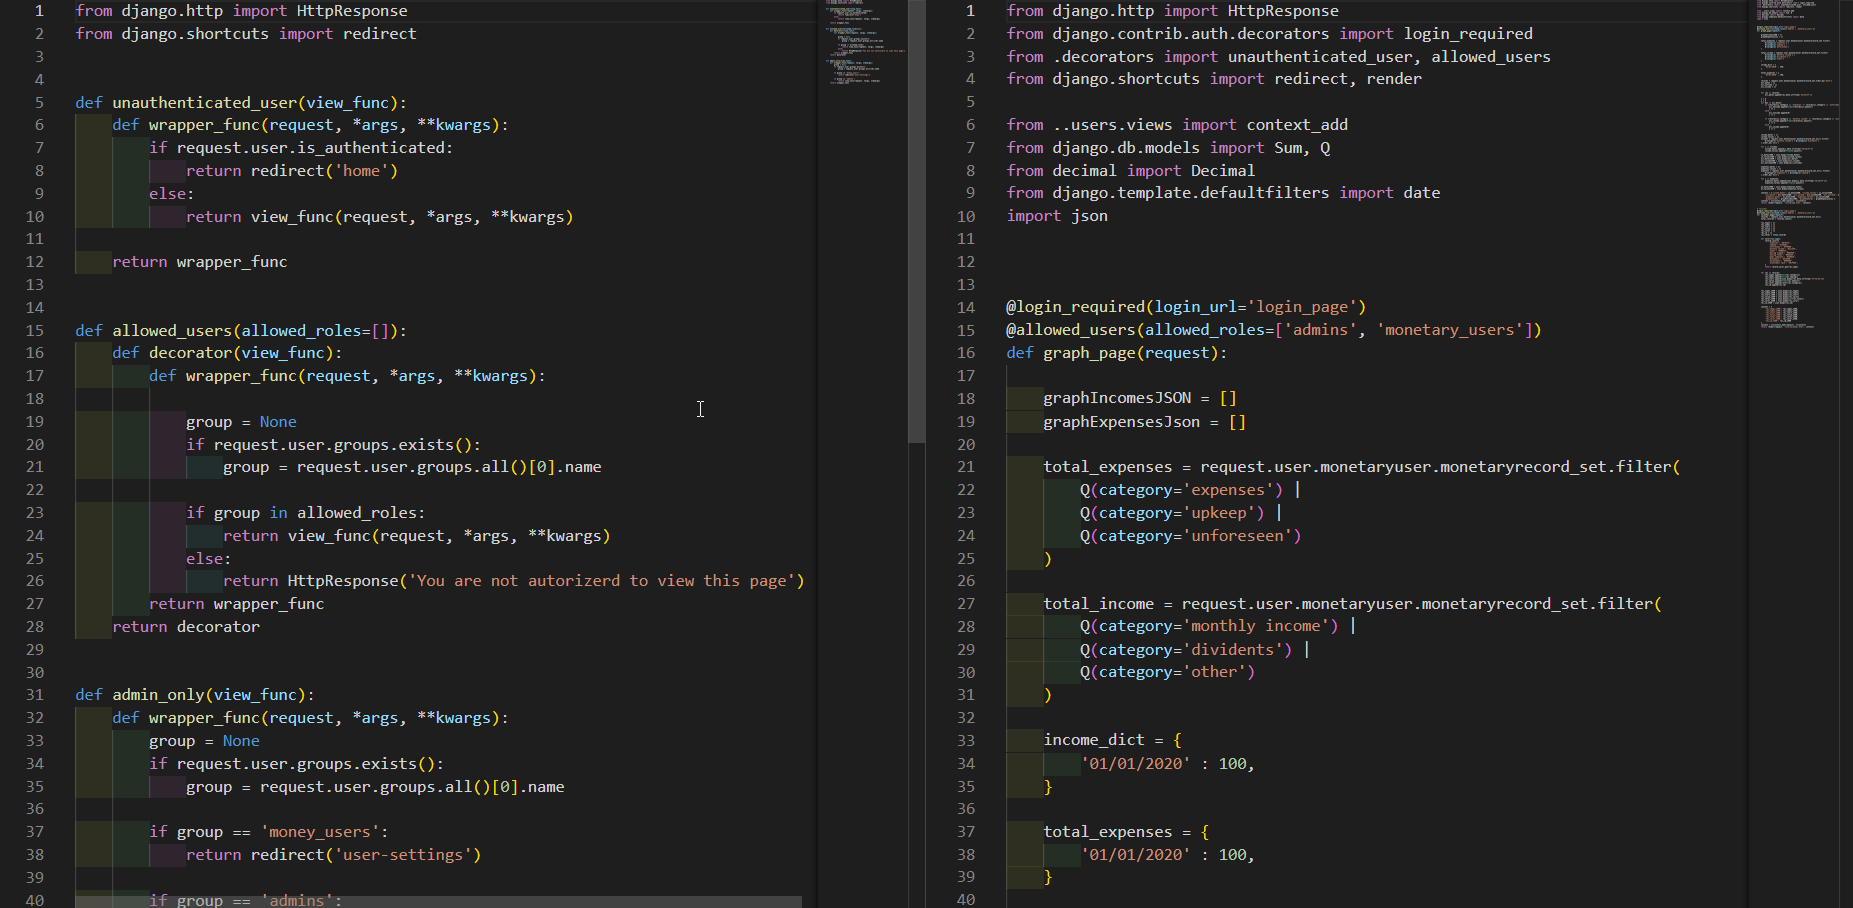 1 from django.http import HttpResponse
2 from django.shortcuts import redirect
3
4
5 def unauthenticated_user(view_func):
6     def wrapper_func(request, *args, **kwargs):
7         if request.user.is_authenticated:
8             return redirect('home')
9         else:
10             return view_func(request, *args, **kwargs)
11
12     return wrapper_func
13
14
15 def allowed_users(allowed_roles=[]):
16     def decorator(view_func):
17         def wrapper_func(request, *args, **kwargs):
18
19             group = None
20             if request.user.groups.exists():
21                 group = request.user.groups.all()[0].name
22
23             if group in allowed_roles:
24                 return view_func(request, *args, **kwargs)
25             else:
26                 return HttpResponse('You are not autorizerd to view this page')
27         return wrapper_func
28     return decorator
29
30
31 def admin_only(view_func):
32     def wrapper_func(request, *args, **kwargs):
33         group = None
34         if request.user.groups.exists():
35             group = request.user.groups.all()[0].name
36
37         if group == 'money_users':
38             return redirect('user-settings')
39
40         if group == 'admins':
1 from django.http import HttpResponse
2 from django.contrib.auth.decorators import login_required
3 from .decorators import unauthenticated_user, allowed_users
4 from django.shortcuts import redirect, render
5
6 from ..users.views import context_add
7 from django.db.models import Sum, Q
8 from decimal import Decimal
9 from django.template.defaultfilters import date
10 import json
11
12
13
14 @login_required(login_url='login_page')
15 @allowed_users(allowed_roles=['admins', 'monetary_users'])
16 def graph_page(request):
17
18     graphIncomesJSON = []
19     graphExpensesJson = []
20
21     total_expenses = request.user.monetaryuser.monetaryrecord_set.filter(
22         Q(category='expenses') |
23         Q(category='upkeep') |
24         Q(category='unforeseen')
25     )
26
27     total_income = request.user.monetaryuser.monetaryrecord_set.filter(
28         Q(category='monthly income') |
29         Q(category='dividents') |
30         Q(category='other')
31     )
32
33     income_dict = {
34         '01/01/2020' : 100,
35     }
36
37     total_expenses = {
38         '01/01/2020' : 100,
39     }
40